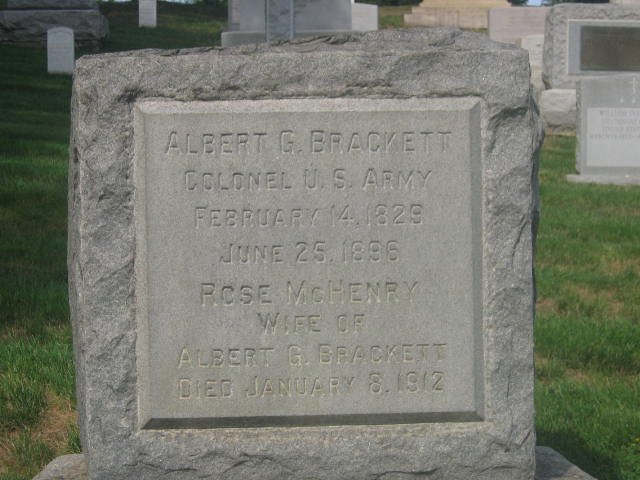 ALBERT G. BRACKETT
COLONEL U.S. ARMY
FEBRUARY 14, 1829
JUNE 25, 1896
ROSE MCHENRY
WIFE OF
ALBERT G. BRACKETT
DIED JANUARY 8, 1912